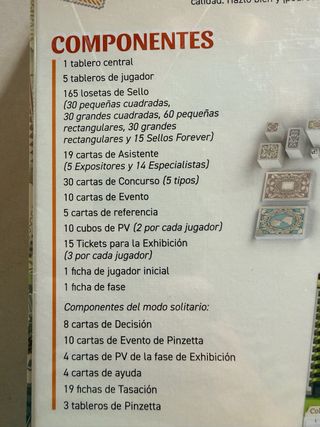 calidad. Hazlo bien y
COMPONENTES
1 tablero central
5 tableros de jugador
165 losetas de Sello
(30 pequeñas cuadradas,
30 grandes cuadradas, 60 pequeñas
rectangulares, 30 grandes
rectangulares y 15 Sellos Forever)
19 cartas de Asistente
(5 Expositores y 14 Especialistas)
30 cartas de Concurso (5 tipos)
10 cartas de Evento
5 cartas de referencia
10 cubos de PV (2 por cada jugador)
15 Tickets para la Exhibición
(3 por cada jugador)
1 ficha de jugador inicial
1 ficha de fase
Componentes del modo solitario:
8 cartas de Decisión
10 cartas de Evento de Pinzetta
4 cartas de PV de la fase de Exhibición
4 cartas de ayuda
19 fichas de Tasación
3 tableros de Pinzetta